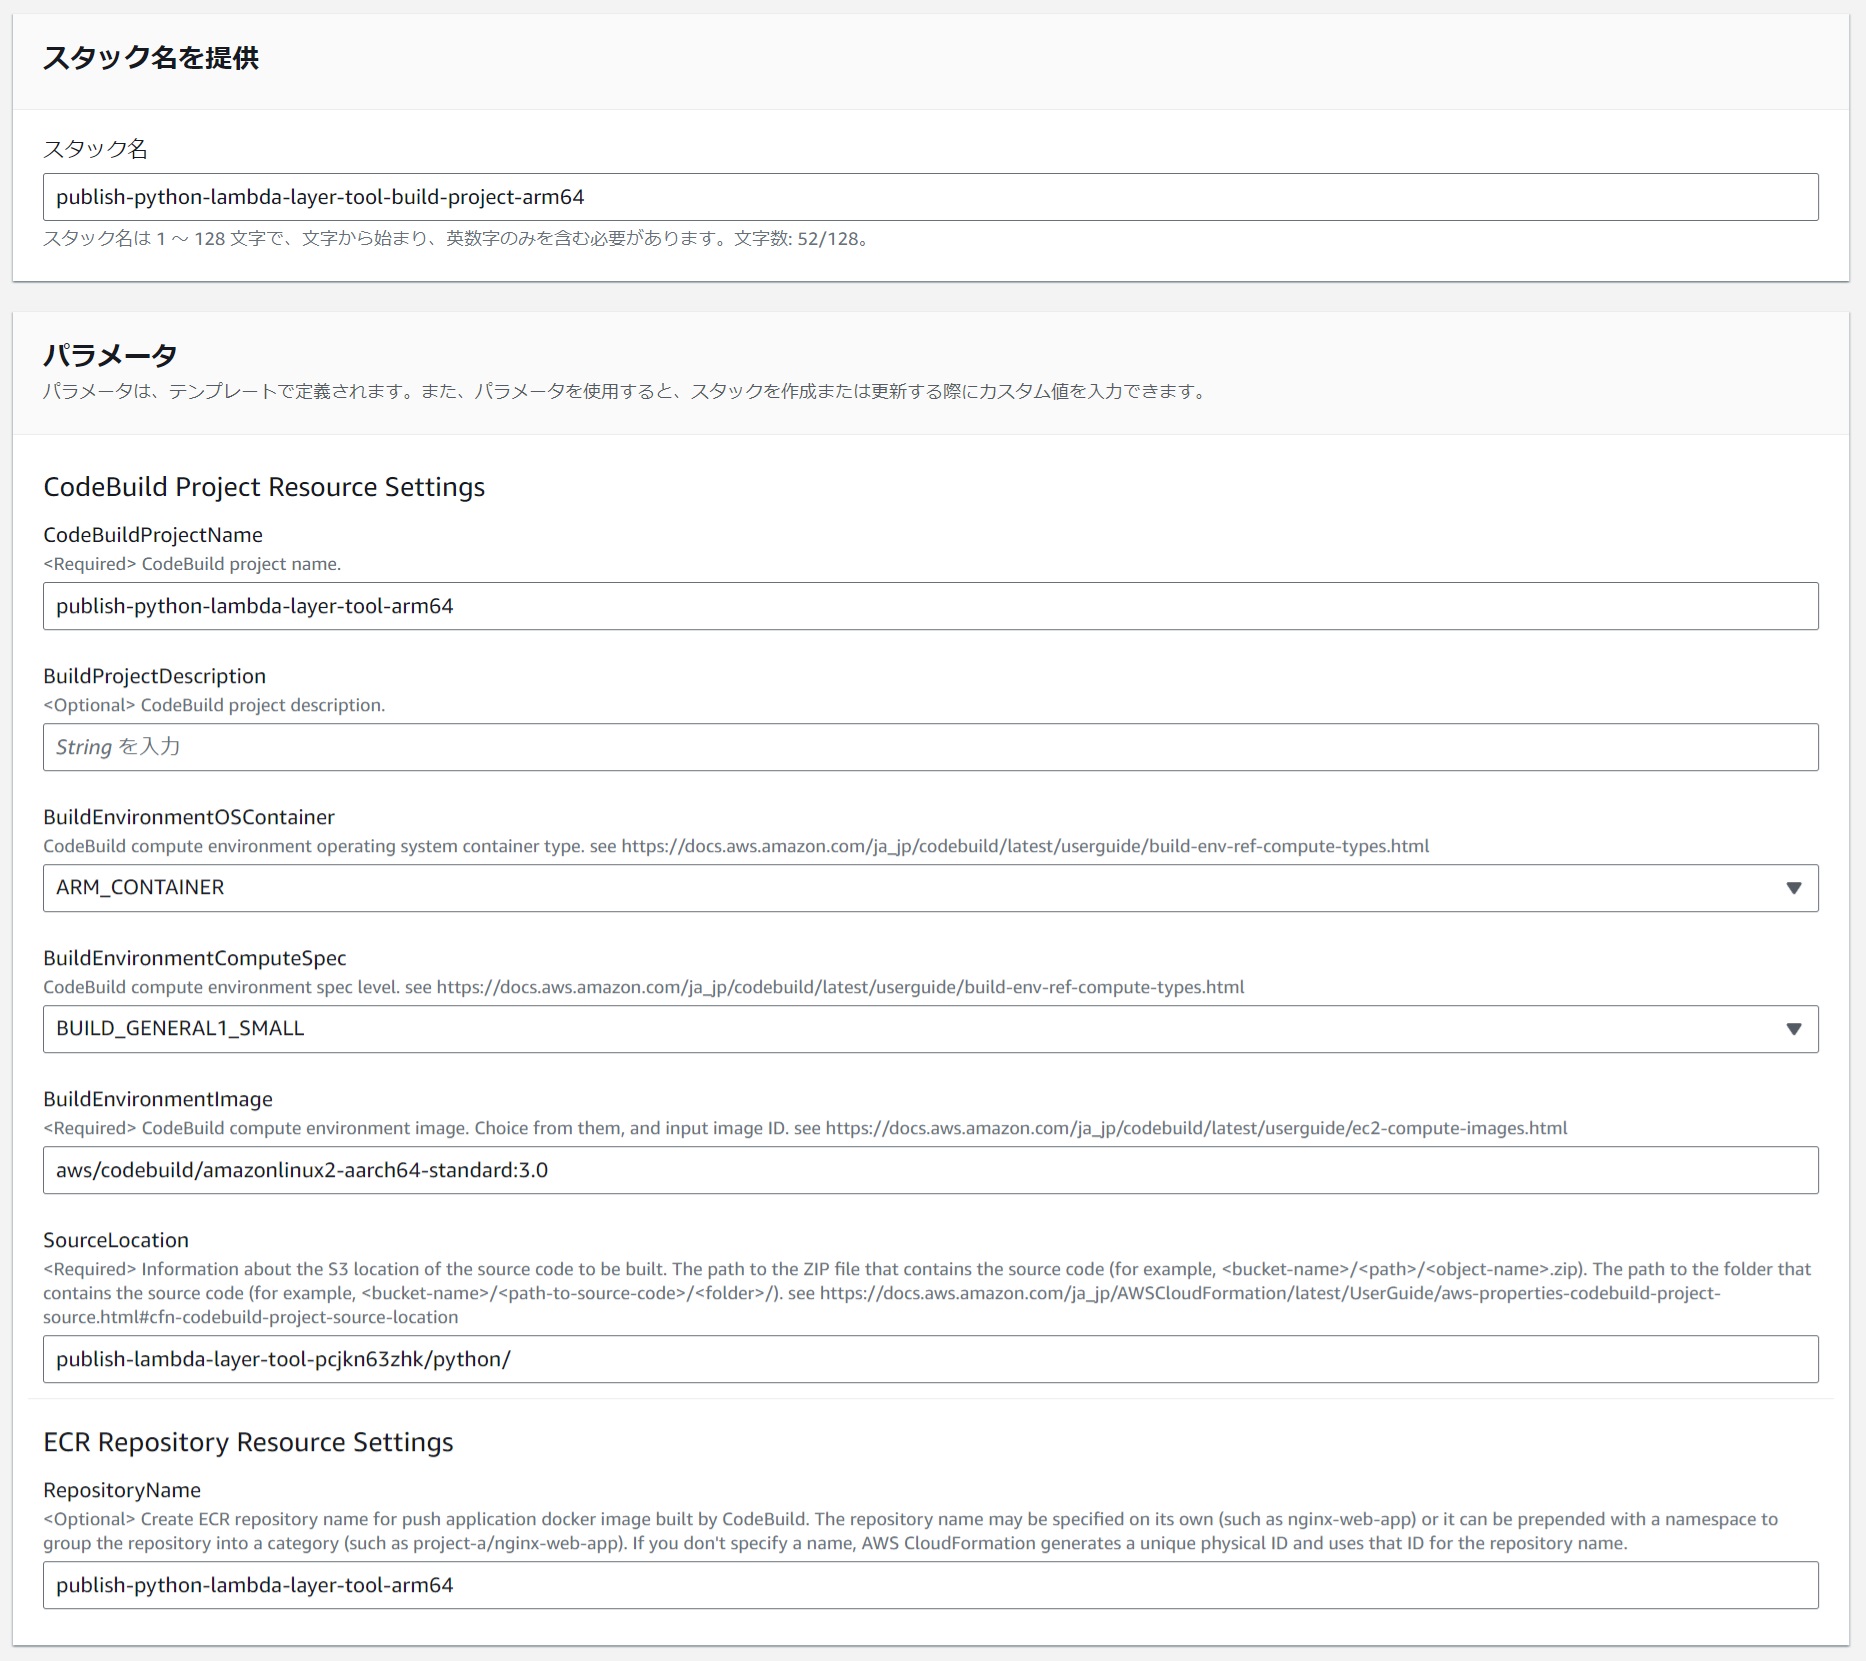 スタック名を提供
スタック名
publish-python-lambda-layer-tool-build-project-arm64
スタック名は 1 ～ 128 文字で、文字から始まり、英数字のみを含む必要があります。文字数: 52/128。
パラメータ
パラメータは、テンプレートで定義されます。また、パラメータを使用すると、スタックを作成または更新する際にカスタム値を入力できます。
CodeBuild Project Resource Settings
CodeBuildProjectName
<Required> CodeBuild project name.
publish-python-lambda-layer-tool-arm64
BuildProjectDescription
<Optional> CodeBuild project description.
String を入力
BuildEnvironmentOSContainer
CodeBuild compute environment operating system container type. see https://docs.aws.amazon.com/ja_jp/codebuild/latest/userguide/build-env-ref-compute-types.html
ARM_CONTAINER
BuildEnvironmentComputeSpec
CodeBuild compute environment spec level. see https://docs.aws.amazon.com/ja_jp/codebuild/latest/userguide/build-env-ref-compute-types.html
BUILD_GENERAL1_SMALL
BuildEnvironmentImage
<Required> CodeBuild compute environment image. Choice from them, and input image ID. see https://docs.aws.amazon.com/ja_jp/codebuild/latest/userguide/ec2-compute-images.html
aws/codebuild/amazonlinux2-aarch64-standard:3.0
SourceLocation
<Required> Information about the S3 location of the source code to be built. The path to the ZIP file that contains the source code (for example, <bucket-name>/<path>/<object-name>.zip). The path to the folder that
contains the source code (for example, <bucket-name>/<path-to-source-code>/<folder>/). see https://docs.aws.amazon.com/ja_jp/AWSCloudFormation/latest/UserGuide/aws-properties-codebuild-project-
source.html#cfn-codebuild-project-source-location
publish-lambda-layer-tool-pcjkn63zhk/python/
ECR Repository Resource Settings
RepositoryName
<Optional> Create ECR repository name for push application docker image built by CodeBuild. The repository name may be specified on its own (such as nginx-web-app) or it can be prepended with a namespace to
group the repository into a category (such as project-a/nginx-web-app). If you don't specify a name, AWS CloudFormation generates a unique physical ID and uses that ID for the repository name.
publish-python-lambda-layer-tool-arm64